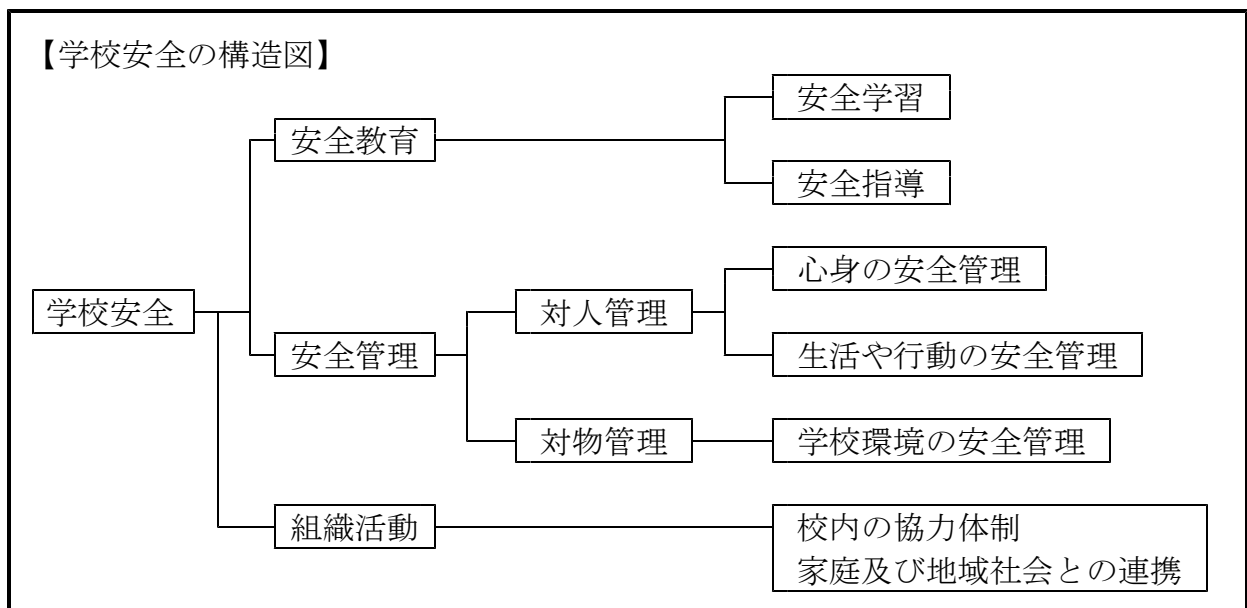 【学校安全の構造図】
安全学習
安全教育
安全指導
心身の安全管理
学校安全
対人管理
安全管理
生活や行動の安全管理
対物管理
学校環境の安全管理
組織活動
校内の協力体制
家庭及び地域社会との連携